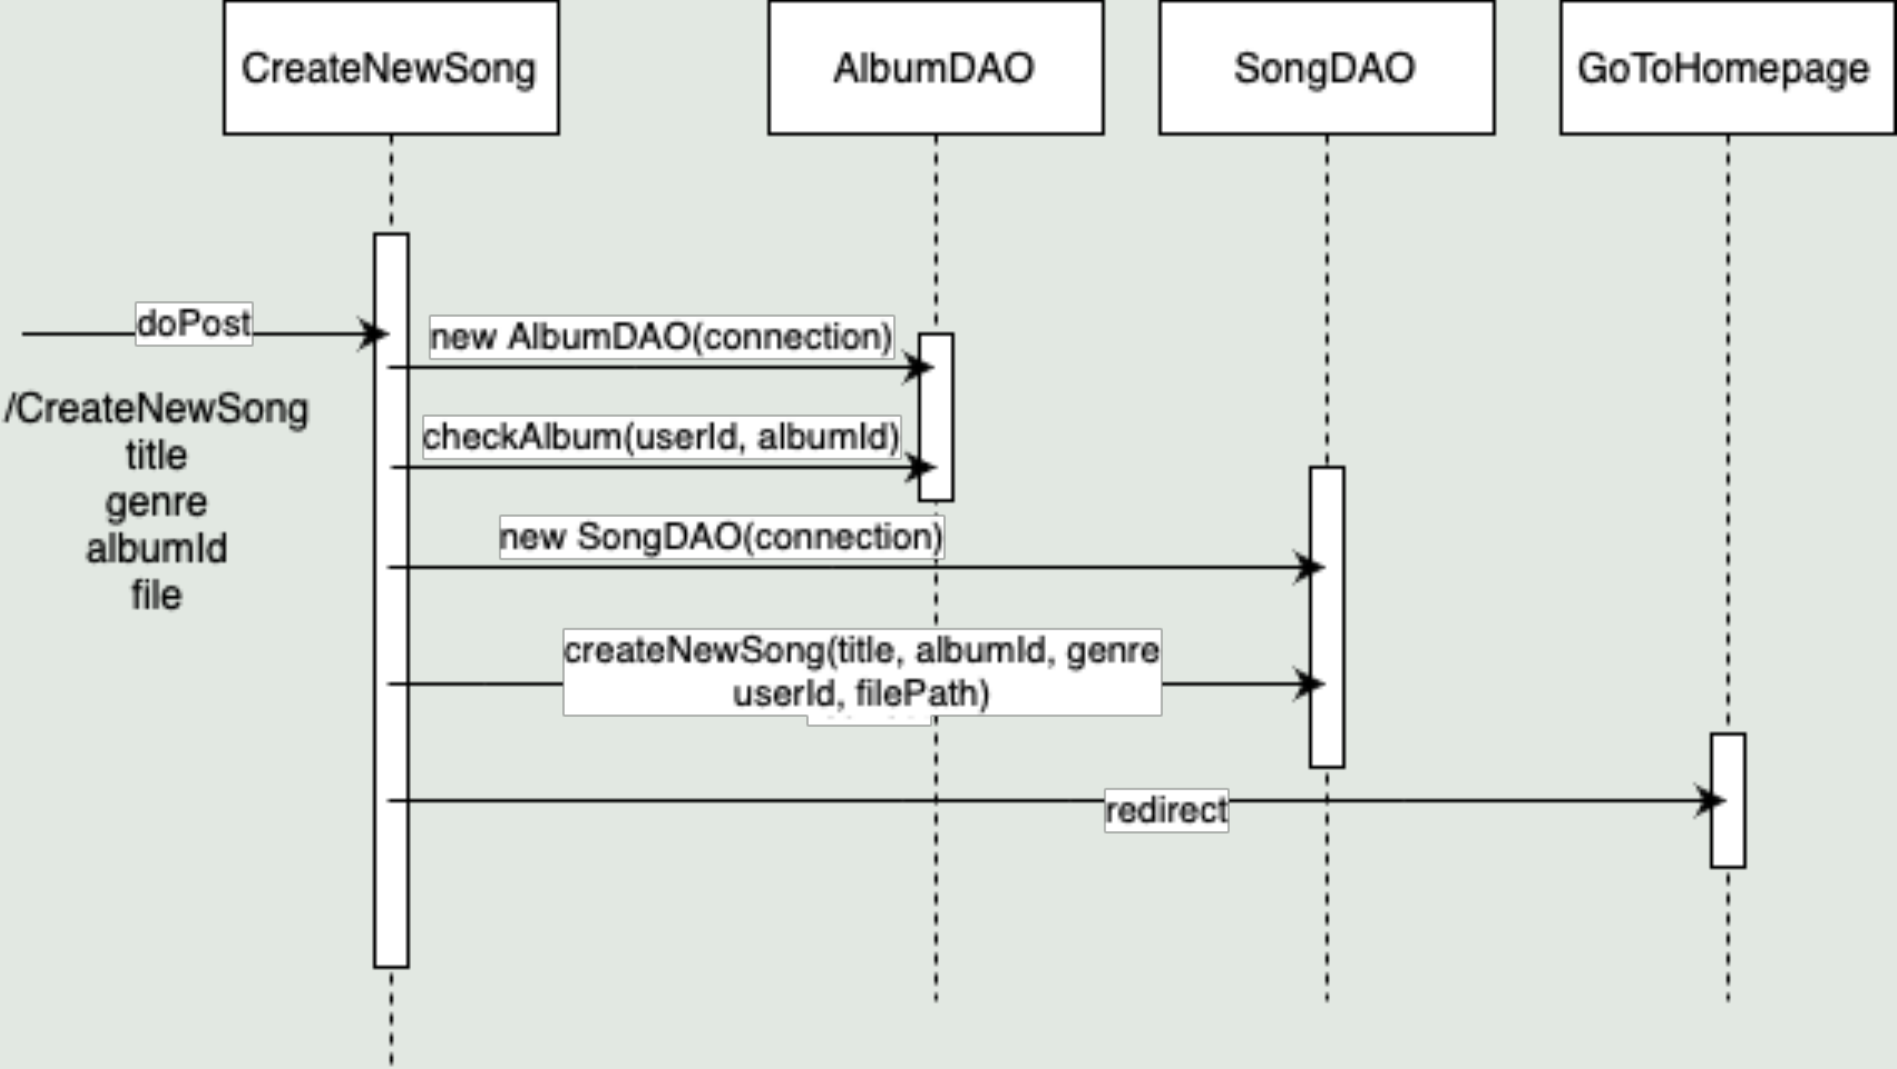 CreateNewSong
AlbumDAO
SongDAO
GoToHomepage
doPost
/CreateNewSong
title
genre
albumId
file
new AlbumDAO(connection)
checkAlbum(userId, albumId)
new SongDAO(connection)
createNewSong(title, albumId, genre
userId, filePath)
redirect